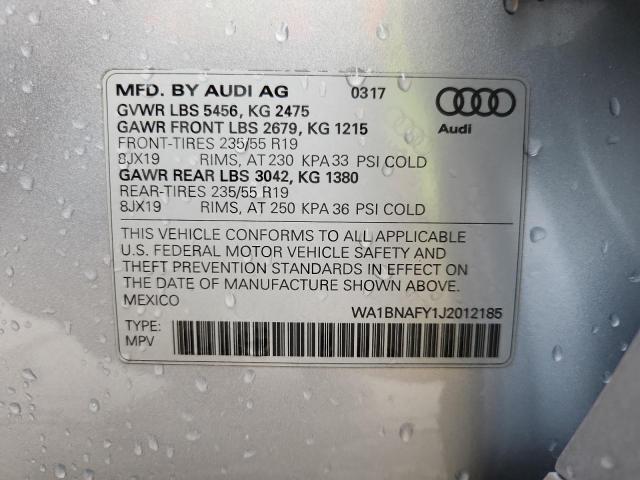 MFD. BY AUDI AG 0317
GVWR LBS 5456, KG 2475
GAWR FRONT LBS 2679, KG 1215
FRONT-TIRES 235/55 R19
8JX19 RIMS, AT 230 KPA 33 PSI COLD
GAWR REAR LBS 3042, KG 1380
REAR-TIRES 235/55 R19
8JX19 RIMS, AT 250 KPA 36 PSI COLD
Audi
THIS VEHICLE CONFORMS TO ALL APPLICABLE
U.S. FEDERAL MOTOR VEHICLE SAFETY AND
THEFT PREVENTION STANDARDS IN EFFECT ON
THE DATE OF MANUFACTURE SHOWN ABOVE.
MEXICO WA1BNAFY1J2012185
TYPE:
MPV